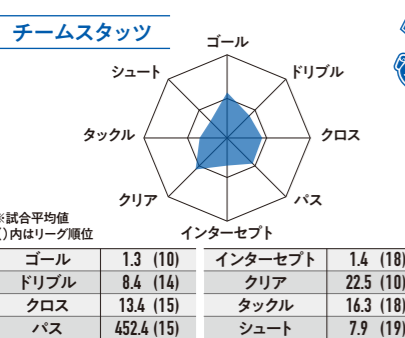 チームスタッツ
ゴール
シュート ドリブル
タックル クロス
クリア パス
インターセプト
※試合平均値
( )内はリーグ順位
ゴール 1.3 (10) インターセプト 1.4 (18)
ドリブル 8.4 (14) クリア 22.5 (10)
クロス 13.4 (15) タックル 16.3 (18)
パス 452.4 (15) シュート 7.9 (19)